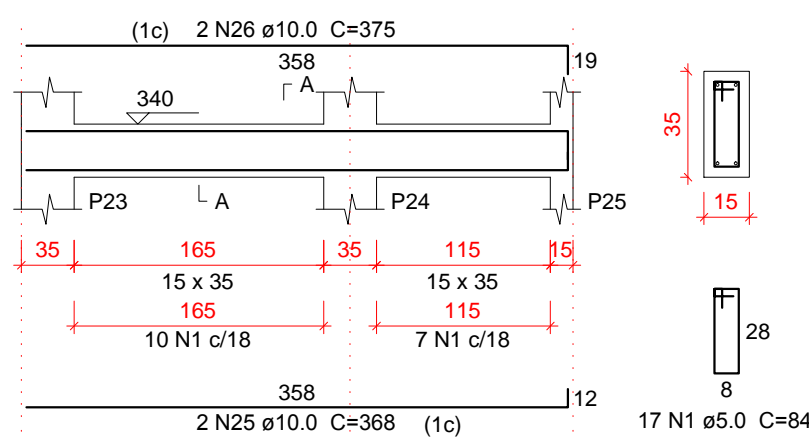 (1c) 2 N26 ø10.0 C=375
358
19
A
340
P23
A
P24
P25
35 165 35 115 15
15 x 35 15 x 35
165 115
10 N1 c/18 7 N1 c/18
358
12
2 N25 ø10.0 C=368 (1c)
35
15
28
8
17 N1 ø5.0 C=84